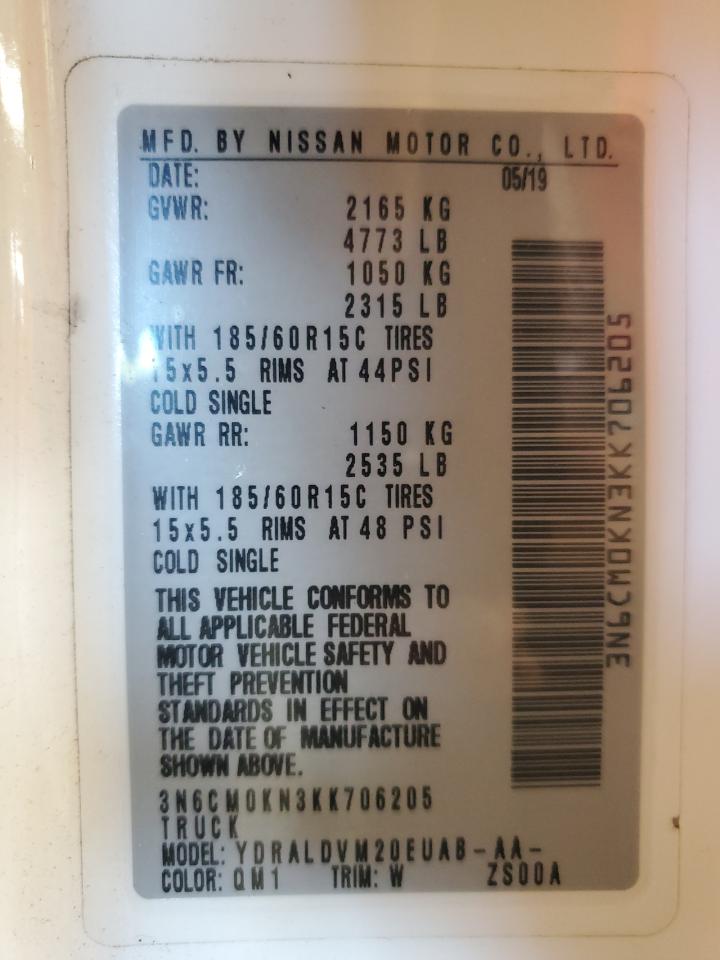 MFD. BY NISSAN MOTOR CO., LTD.
DATE: 05/19
GVWR: 2165 KG
4773 LB
GAWR FR: 1050 KG
2315 LB
WITH 185/60R15C TIRES
15x5.5 RIMS AT 44PSI
COLD SINGLE
GAWR RR: 1150 KG
2535 LB
WITH 185/60R15C TIRES
15x5.5 RIMS AT 48 PSI
COLD SINGLE
THIS VEHICLE CONFORMS TO
ALL APPLICABLE FEDERAL
MOTOR VEHICLE SAFETY AND
THEFT PREVENTION
STANDARDS IN EFFECT ON
THE DATE OF MANUFACTURE
SHOWN ABOVE.
3N6CM0KN3KK706205
TRUCK
MODEL: YDRALDVM20EUAB-AA-
COLOR: QM1 TRIM: W ZS00A
3N6CM0KN3KK706205